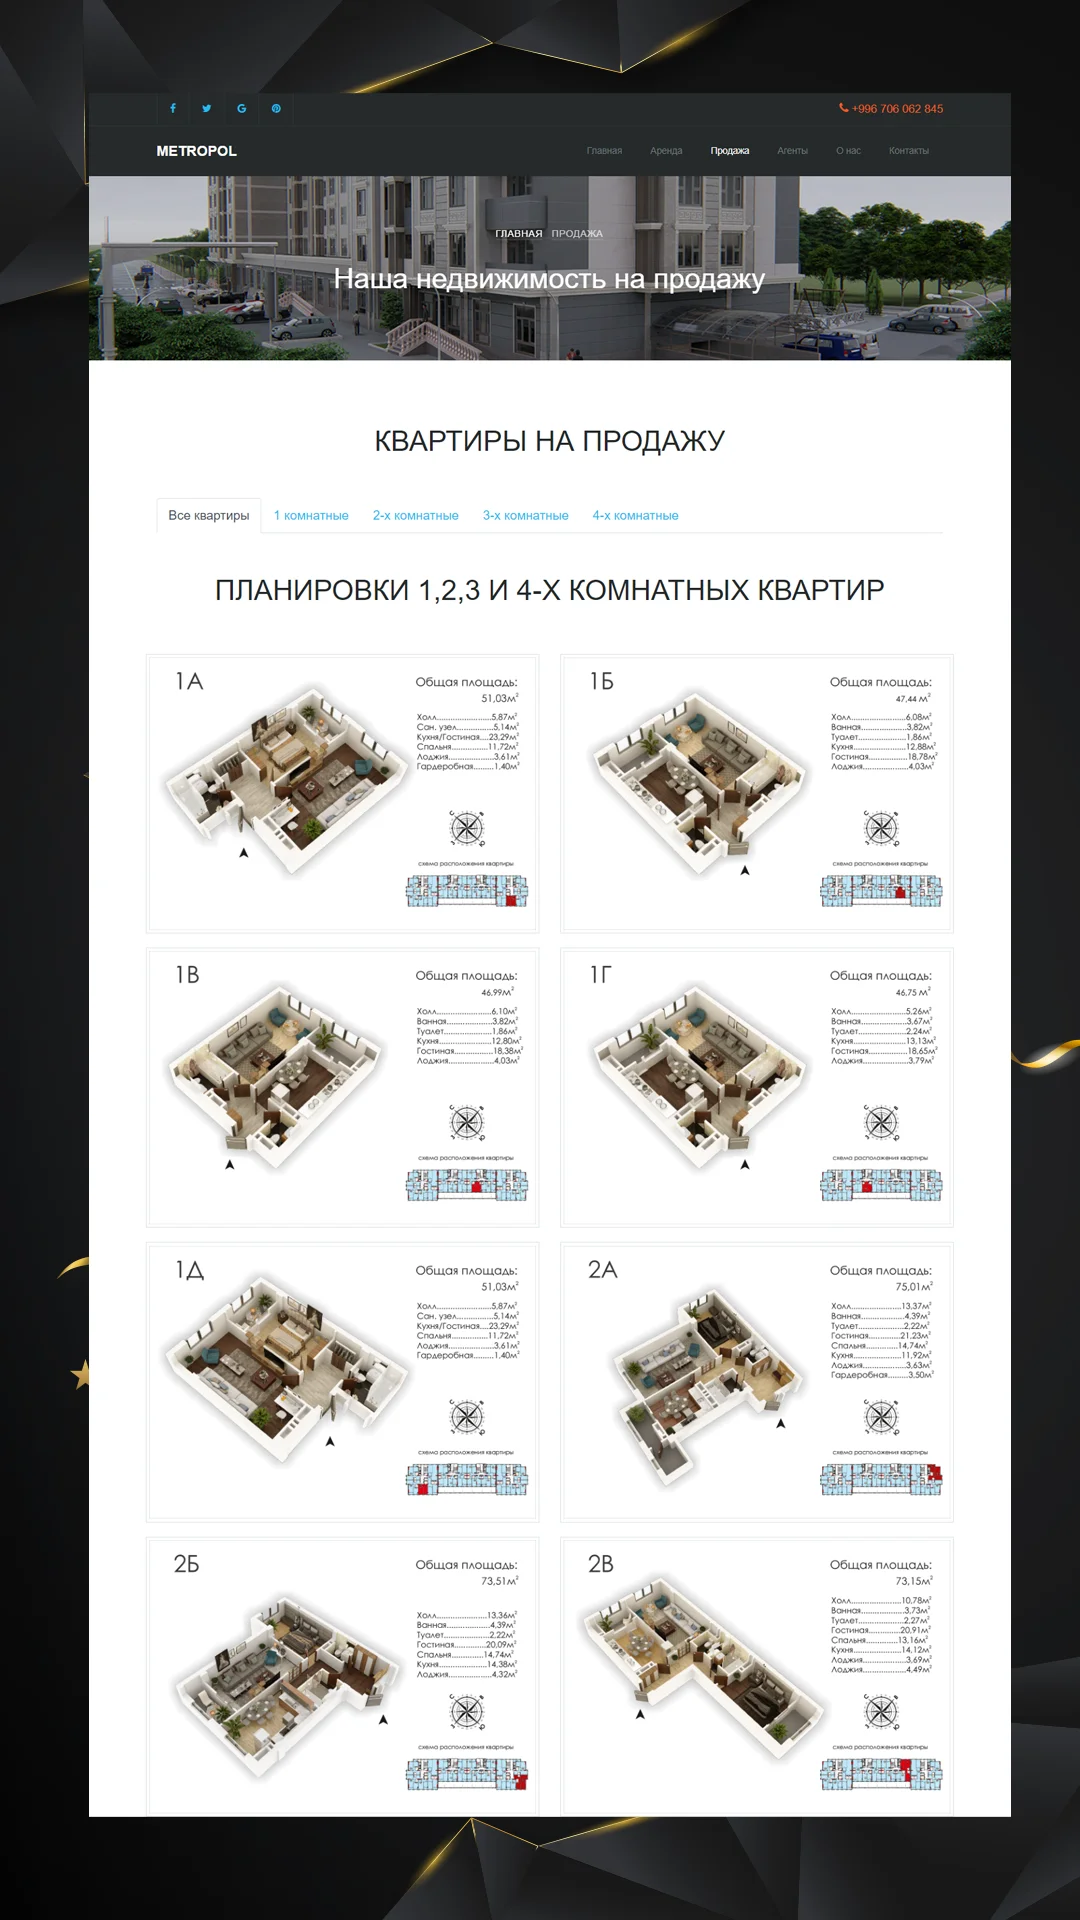 +996 706 062 845
METROPOL
Главная Аренда Продажа Агенты О нас Контакты
ГЛАВНАЯ ПРОДАЖА
Наша недвижимость на продажу
КВАРТИРЫ НА ПРОДАЖУ
Все квартиры 1 комнатные 2-х комнатные 3-х комнатные 4-х комнатные
ПЛАНИРОВКИ 1,2,3 И 4-Х КОМНАТНЫХ КВАРТИР
1А
Общая площадь:
51,03м²
Холл........................5,87м²
Сан. узел................5,14м²
Кухня/Гостиная....23,29м²
Спальня................11,72м²
Лоджия...................3,61м²
Гардеробная.........1,40м²
схема расположения квартиры
1Б
Общая площадь:
47,44 м²
Холл........................6,08м²
Ванная....................3,82м²
Туалет.....................1,86м²
Кухня......................12,88м²
Гостиная................18,78м²
Лоджия...................4,03м²
схема расположения квартиры
1В
Общая площадь:
46,99м²
Холл........................6,10м²
Ванная....................3,82м²
Туалет.....................1,86м²
Кухня......................12,80м²
Гостиная................18,38м²
Лоджия...................4,03м²
схема расположения квартиры
1Г
Общая площадь:
46,75 м²
Холл........................5,26м²
Ванная....................3,67м²
Туалет.....................2,24м²
Кухня......................13,13м²
Гостиная................18,65м²
Лоджия...................3,79м²
схема расположения квартиры
1Д
Общая площадь:
51,03м²
Холл........................5,87м²
Сан. узел................5,14м²
Кухня/Гостиная....23,29м²
Спальня................11,72м²
Лоджия...................3,61м²
Гардеробная.........1,40м²
схема расположения квартиры
2А
Общая площадь:
75,01м²
Холл.......................13,37м²
Ванная....................4,39м²
Туалет.....................2,22м²
Гостиная................21,23м²
Спальня................14,74м²
Кухня......................11,92м²
Лоджия...................3,63м²
Гардеробная.........3,50м²
схема расположения квартиры
2Б
Общая площадь:
73,51м²
Холл.......................13,36м²
Ванная....................4,39м²
Туалет.....................2,22м²
Гостиная................20,09м²
Спальня................14,74м²
Кухня......................14,38м²
Лоджия...................4,32м²
схема расположения квартиры
2В
Общая площадь:
73,15м²
Холл.......................10,78м²
Ванная....................3,73м²
Туалет.....................2,27м²
Гостиная................20,91м²
Спальня................13,16м²
Кухня......................14,12м²
Лоджия...................3,69м²
Лоджия...................4,49м²
схема расположения квартиры